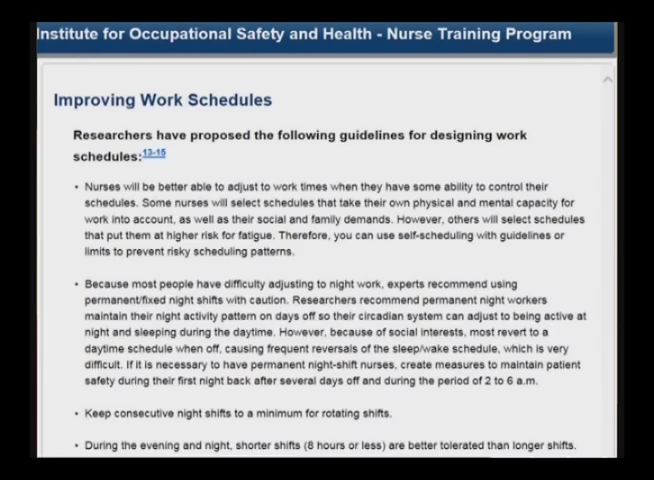 Institute for Occupational Safety and Health - Nurse Training Program
Improving Work Schedules
Researchers have proposed the following guidelines for designing work
schedules:13-15
• Nurses will be better able to adjust to work times when they have some ability to control their
schedules. Some nurses will select schedules that take their own physical and mental capacity for
work into account, as well as their social and family demands. However, others will select schedules
that put them at higher risk for fatigue. Therefore, you can use self-scheduling with guidelines or
limits to prevent risky scheduling patterns.
• Because most people have difficulty adjusting to night work, experts recommend using
permanent/fixed night shifts with caution. Researchers recommend permanent night workers
maintain their night activity pattern on days off so their circadian system can adjust to being active at
night and sleeping during the daytime. However, because of social interests, most revert to a
daytime schedule when off, causing frequent reversals of the sleep/wake schedule, which is very
difficult. If it is necessary to have permanent night-shift nurses, create measures to maintain patient
safety during their first night back after several days off and during the period of 2 to 6 a.m.
• Keep consecutive night shifts to a minimum for rotating shifts.
• During the evening and night, shorter shifts (8 hours or less) are better tolerated than longer shifts.